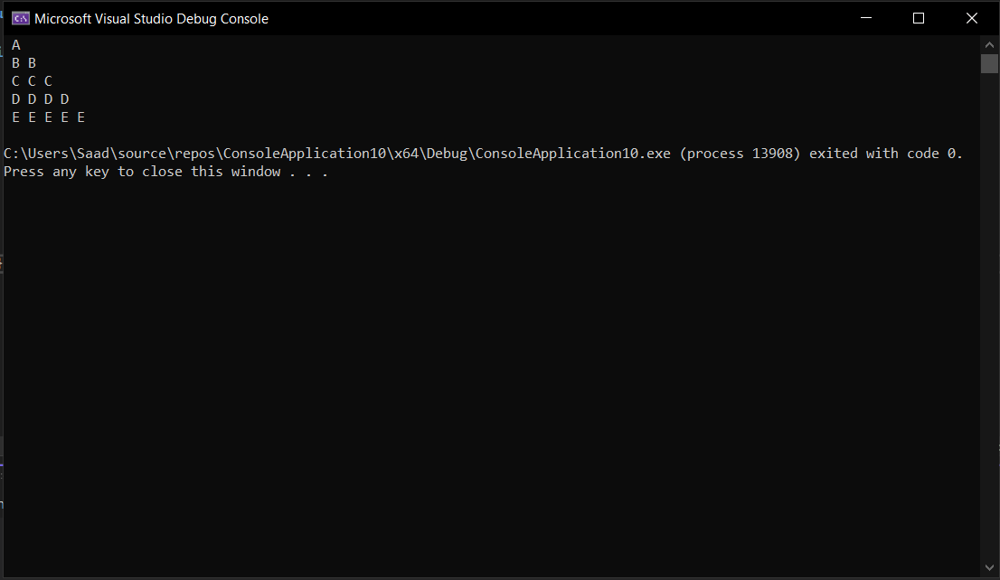 Microsoft Visual Studio Debug Console
A
B B
C C C
D D D D
E E E E E
C:\Users\Saad\source\repos\ConsoleApplication10\x64\Debug\ConsoleApplication10.exe (process 13908) exited with code 0.
Press any key to close this window . . .